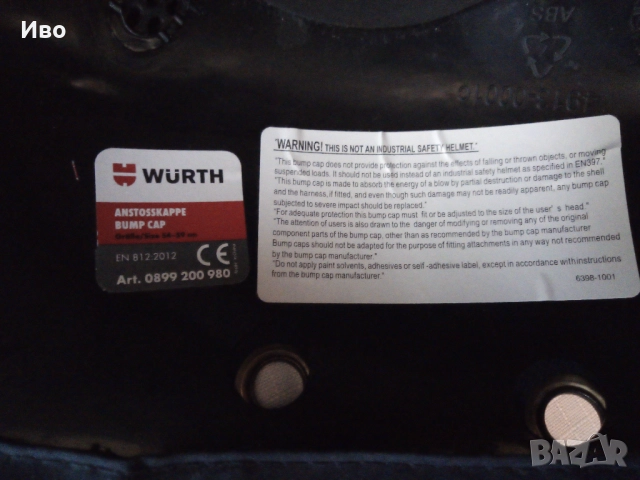 Иво
ABS
WÜRTH
ANSTOSSKAPPE
BUMP CAP
EN 812:2012
CE
Art. 0899 200 980
"WARNING! THIS IS NOT AN INDUSTRIAL SAFETY HELMET."
"This bump cap does not provide protection against the effects of falling or thrown objects, or moving
suspended loads. It should not be used instead of an industrial safety helmet as specified in EN397."
"This bump cap is made to absorb the energy of a blow by partial destruction or damage to the shell
and the harness, if fitted, and even though such damage may not be readily apparent, any bump cap
subjected to severe impact should be replaced."
"For adequate protection this bump cap must fit or be adjusted to the size of the user' s head."
"The attention of users is also drawn to the danger of modifying or removing any of the original
component parts of the bump cap, other than as recommended by the bump cap manufacturer
Bump caps should not be adapted for the purpose of fitting attachments in any way not recommended
by the bump cap manufacturer."
"Do not apply paint solvents, adhesives or self-adhesive label, except in accordance with instructions
from the bump cap manufacturer."
6398-1001
BAZAR